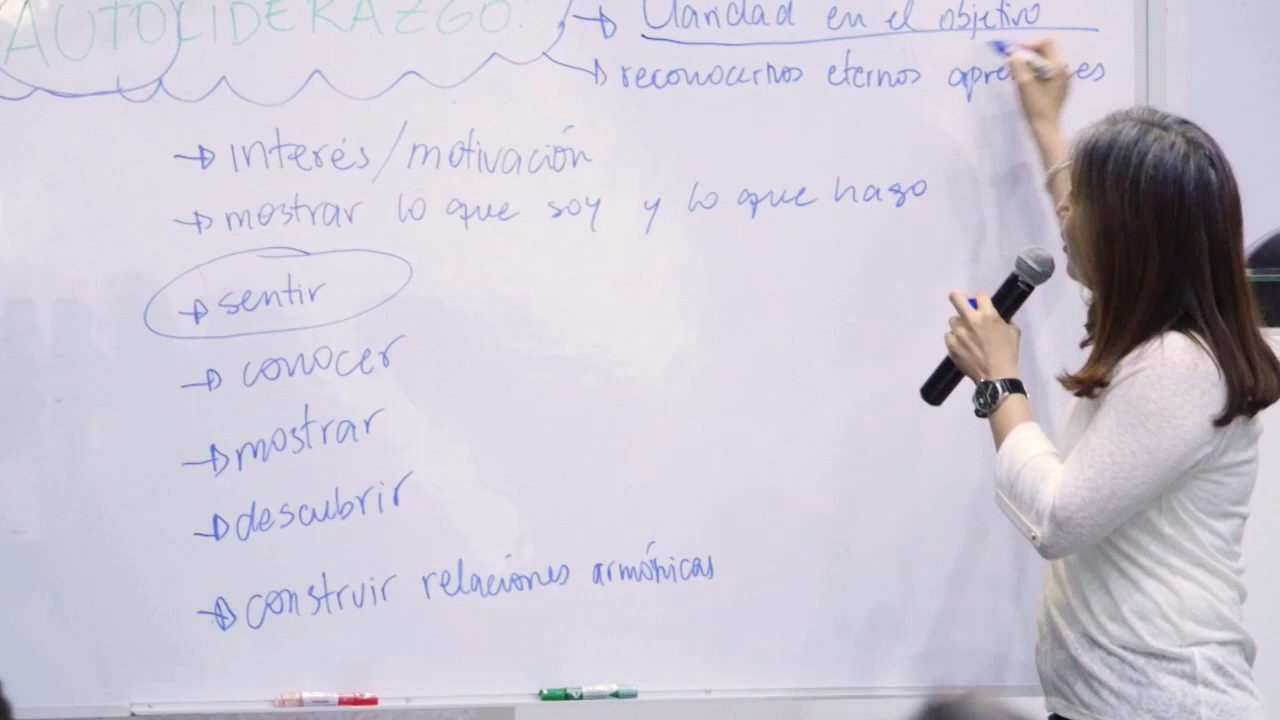 AUTOLIDERAZGO.
→ Claridad en el objetivo
→ reconocernos eternos
→ interés/motivación
→ mostrar lo que soy y lo que hago
→ sentir
→ conocer
→ mostrar
→ descubrir
→ construir relaciones armónicas